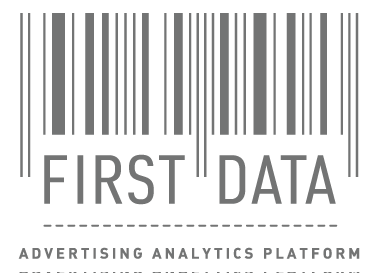 FIRST DATA
ADVERTISING ANALYTICS PLATFORM